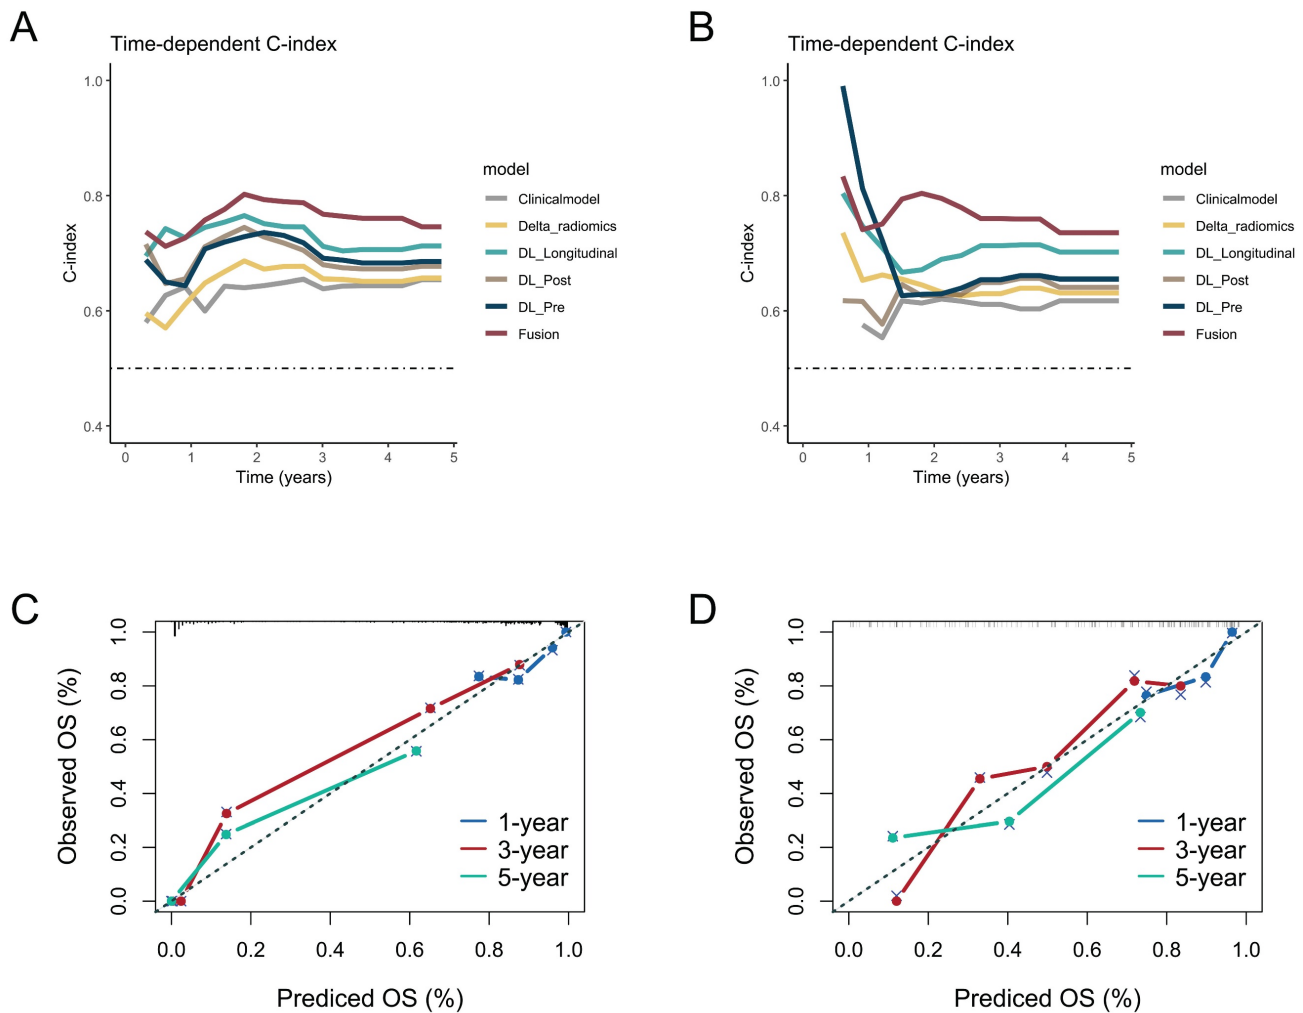 A
Time-dependent C-index
1.0
0.8
0.6
0.4
C-index
0 1 2 3 4 5
Time (years)
model
Clinicalmodel
Delta_radiomics
DL_Longitudinal
DL_Post
DL_Pre
Fusion
B
Time-dependent C-index
1.0
0.8
0.6
0.4
C-index
0 1 2 3 4 5
Time (years)
model
Clinicalmodel
Delta_radiomics
DL_Longitudinal
DL_Post
DL_Pre
Fusion
C
Observed OS (%)
1.0
0.8
0.6
0.4
0.2
0.0
1-year
3-year
5-year
0.0 0.2 0.4 0.6 0.8 1.0
Prediced OS (%)
D
Observed OS (%)
1.0
0.8
0.6
0.4
0.2
0.0
1-year
3-year
5-year
0.0 0.2 0.4 0.6 0.8 1.0
Prediced OS (%)